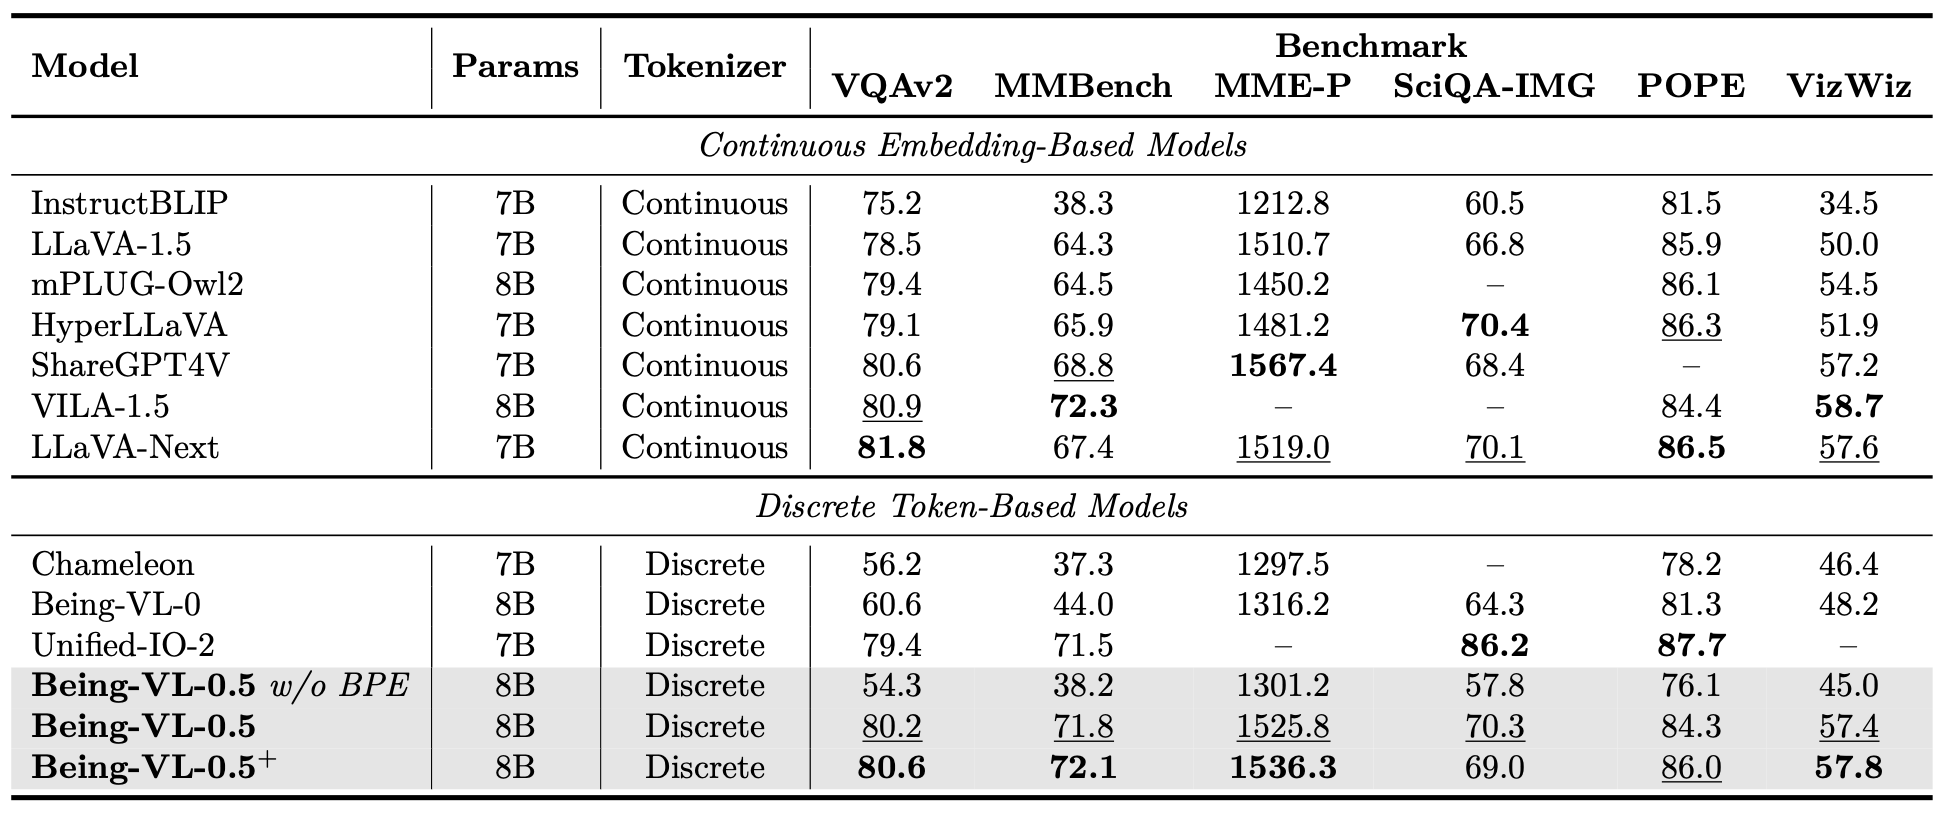 Benchmark
Model Params Tokenizer VQAv2 MMBench MME-P SciQA-IMG POPE VizWiz
Continuous Embedding-Based Models
InstructBLIP 7B Continuous 75.2 38.3 1212.8 60.5 81.5 34.5
LLaVA-1.5 7B Continuous 78.5 64.3 1510.7 66.8 85.9 50.0
mPLUG-Owl2 8B Continuous 79.4 64.5 1450.2 – 86.1 54.5
HyperLLaVA 7B Continuous 79.1 65.9 1481.2 70.4 86.3 51.9
ShareGPT4V 7B Continuous 80.6 68.8 1567.4 68.4 – 57.2
VILA-1.5 8B Continuous 80.9 72.3 – – 84.4 58.7
LLaVA-Next 7B Continuous 81.8 67.4 1519.0 70.1 86.5 57.6
Discrete Token-Based Models
Chameleon 7B Discrete 56.2 37.3 1297.5 – 78.2 46.4
Being-VL-0 8B Discrete 60.6 44.0 1316.2 64.3 81.3 48.2
Unified-IO-2 7B Discrete 79.4 71.5 – 86.2 87.7 –
Being-VL-0.5 w/o BPE 8B Discrete 54.3 38.2 1301.2 57.8 76.1 45.0
Being-VL-0.5 8B Discrete 80.2 71.8 1525.8 70.3 84.3 57.4
Being-VL-0.5+ 8B Discrete 80.6 72.1 1536.3 69.0 86.0 57.8